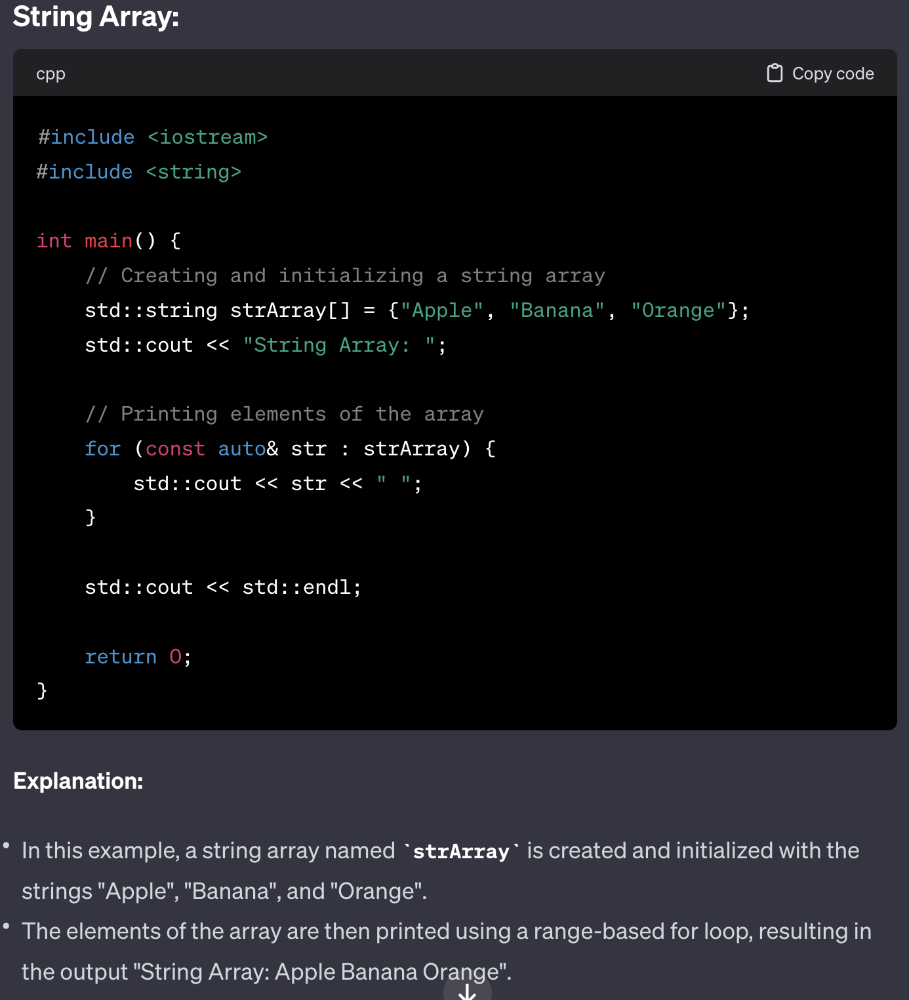 String Array:
cpp
Copy code
#include <iostream>
#include <string>
int main() {
// Creating and initializing a string array
std::string strArray[] = {"Apple", "Banana", "Orange"};
std::cout << "String Array: ";
// Printing elements of the array
for (const auto& str : strArray) {
std::cout << str << " ";
}
std::cout << std::endl;
return 0;
}
Explanation:
• In this example, a string array named `strArray` is created and initialized with the
strings "Apple", "Banana", and "Orange".
• The elements of the array are then printed using a range-based for loop, resulting in
the output "String Array: Apple Banana Orange".